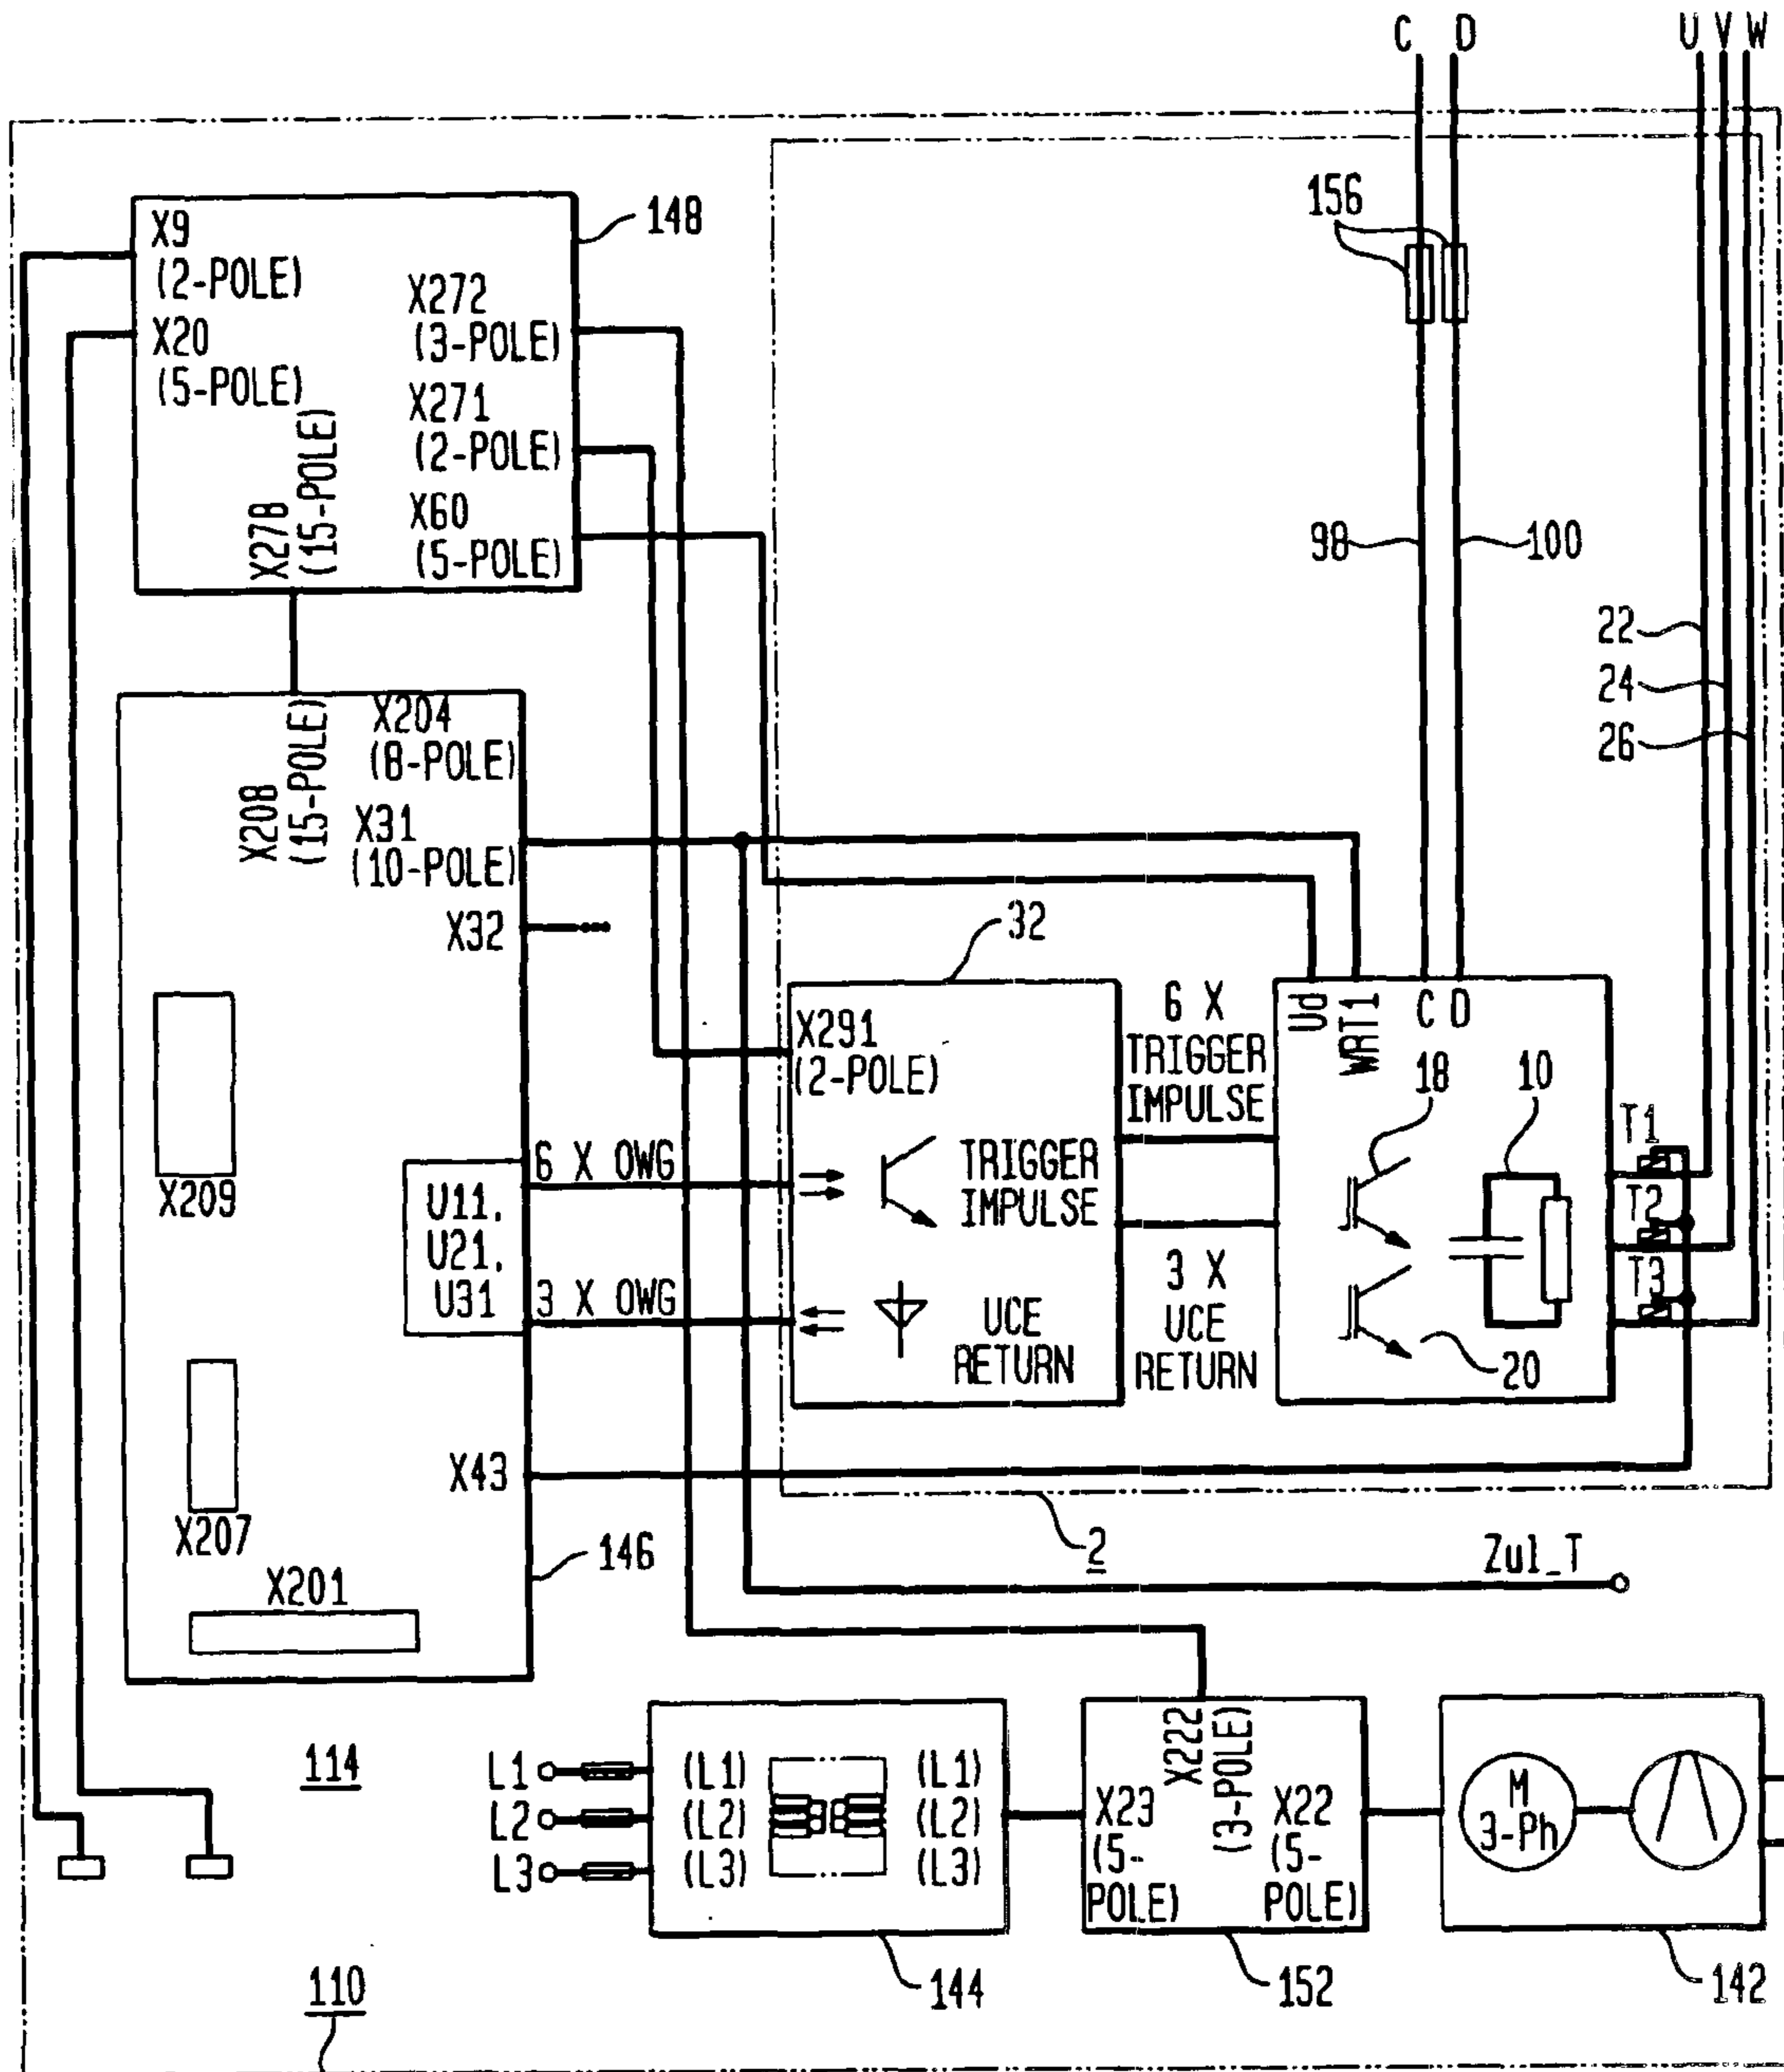 C D
U V W
156
X9
(2-POLE)
148
X272
(3-POLE)
X20
(5-POLE)
X271
(2-POLE)
X278
(15-POLE)
X60
(5-POLE)
98
100
22
24
26
X204
(8-POLE)
X208
(15-POLE)
X31
(10-POLE)
X32
32
X291
(2-POLE)
6 X
TRIGGER
IMPULSE
Ud
WRT1
C D
18
10
T1
T2
T3
X209
6 X OWG
TRIGGER
IMPULSE
U11,
U21,
U31
3 X OWG
UCE
RETURN
3 X
UCE
RETURN
20
X43
X207
146
2
Zul_T
X201
114
L1
L2
L3
(L1)
(L2)
(L3)
(L1)
(L2)
(L3)
X222
(3-POLE)
X23
(5-
POLE)
X22
(5-
POLE)
M
3-Ph
110
144
152
142